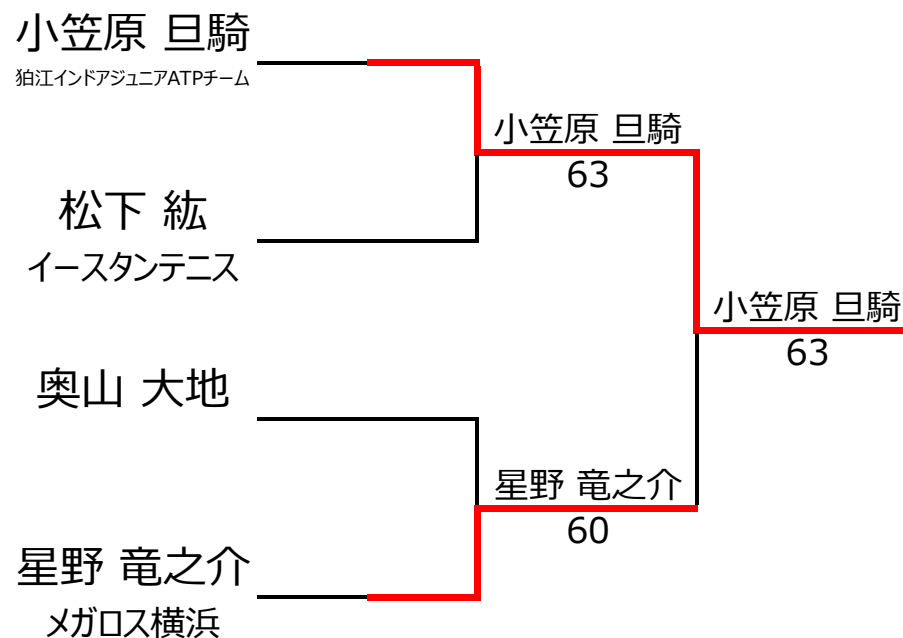 小笠原 旦騎
狛江インドアジュニアATPチーム
小笠原 旦騎
63
松下 紘
イースタンテニス
小笠原 旦騎
63
奥山 大地
星野 竜之介
60
星野 竜之介
メガロス横浜